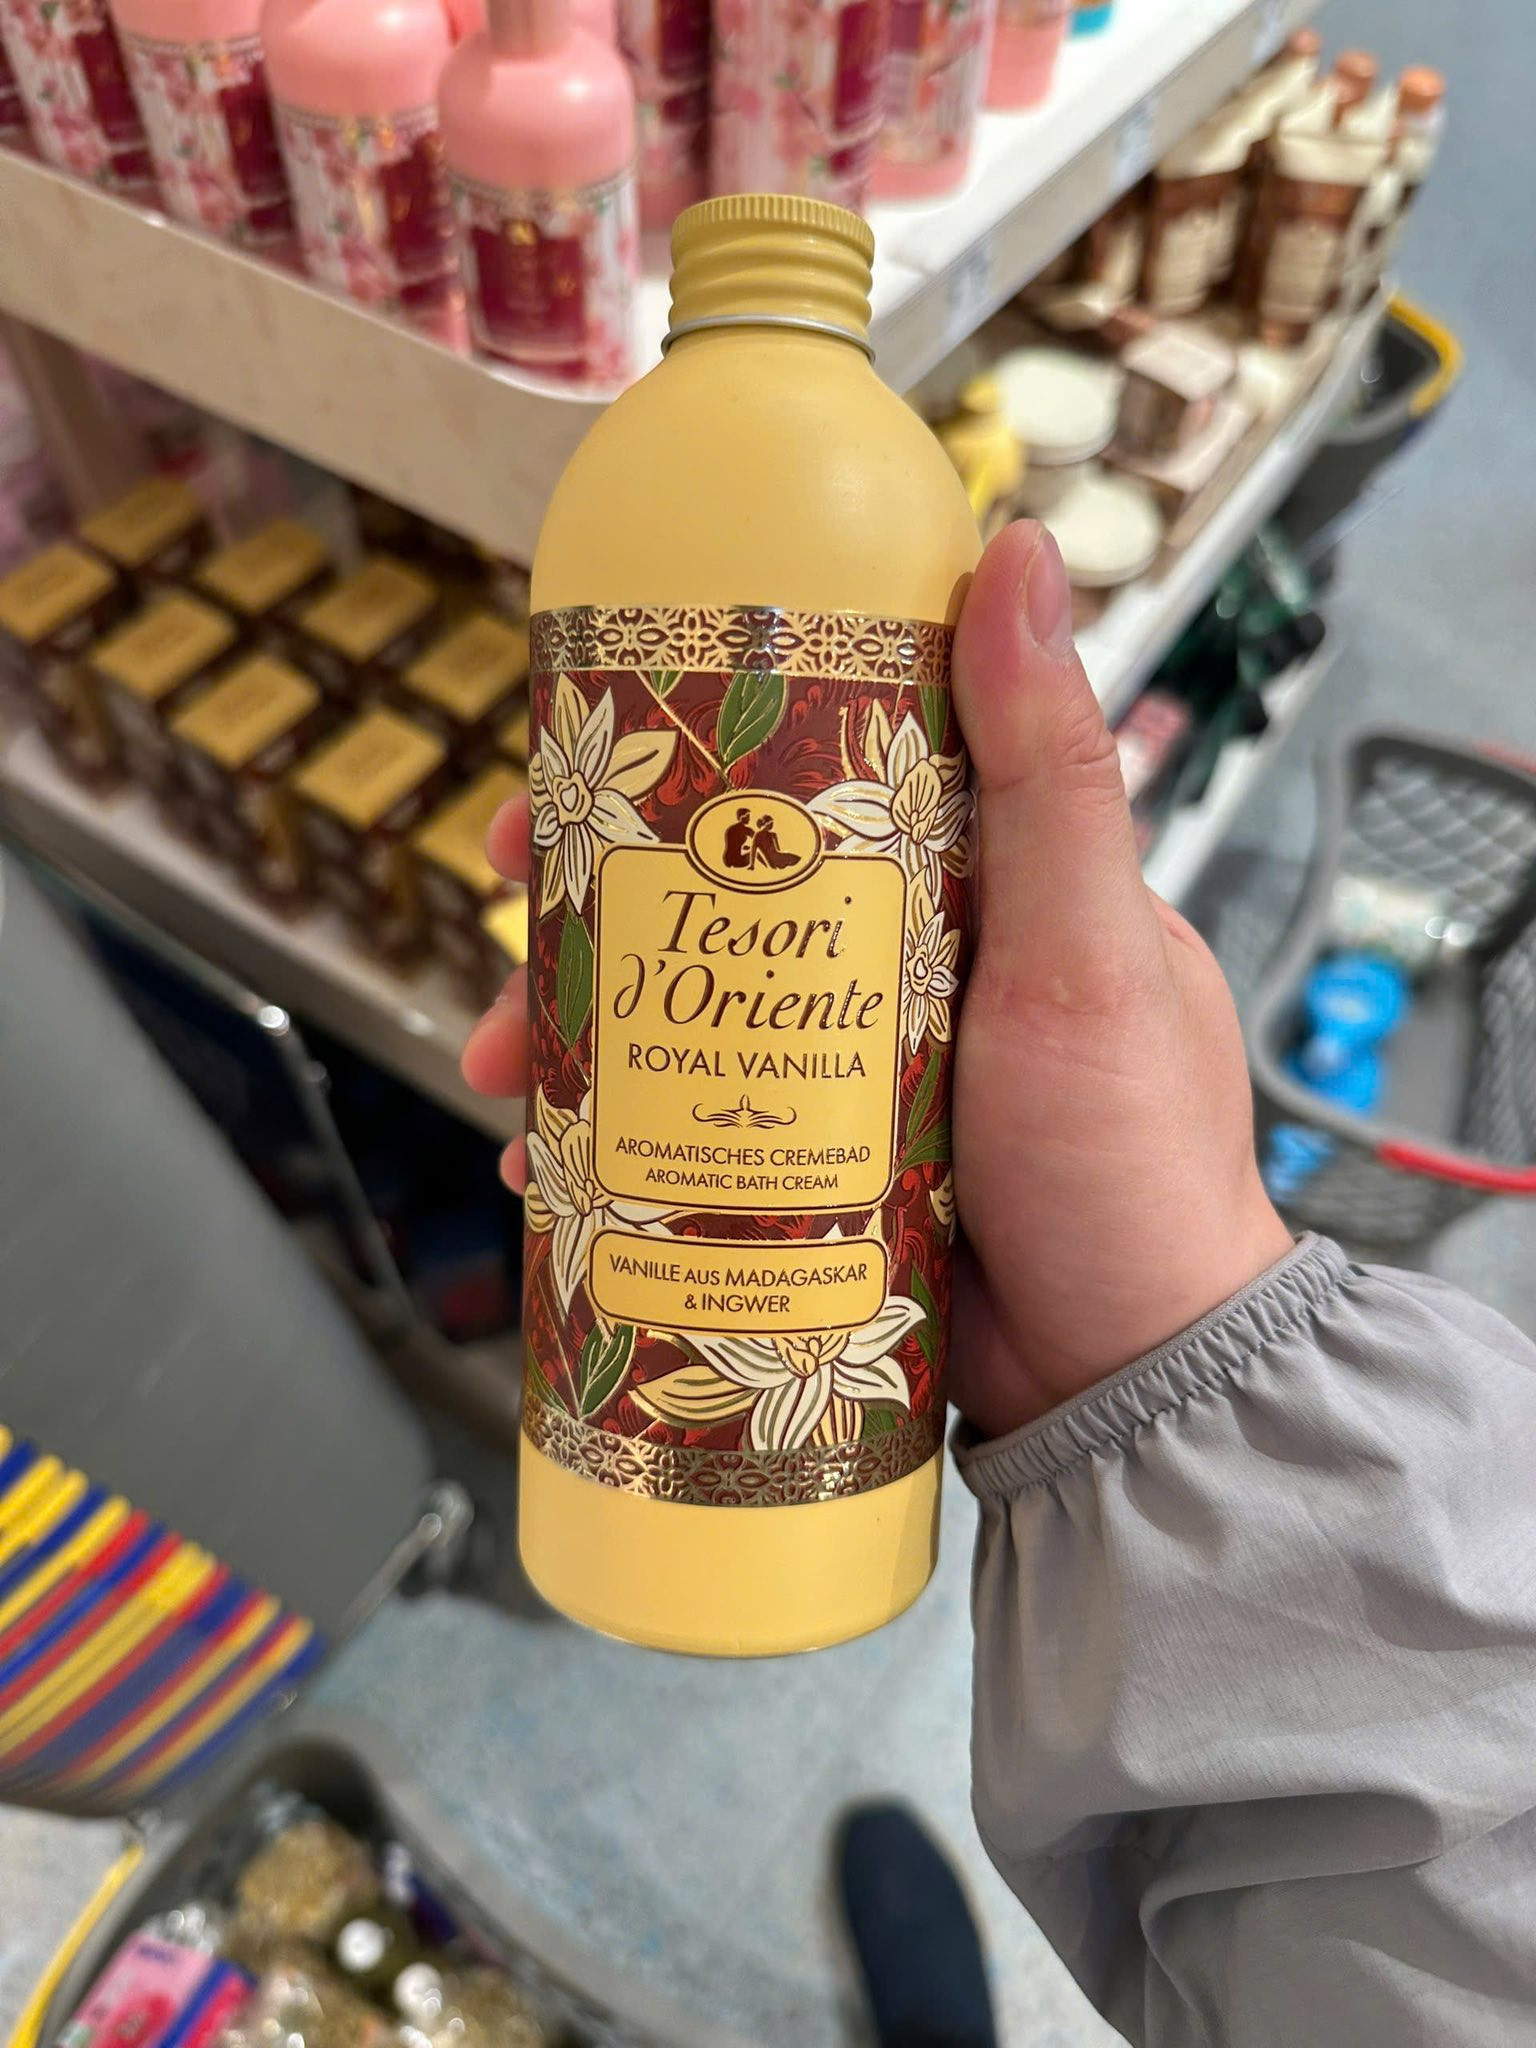 Tesori
d'Oriente
ROYAL VANILLA
AROMATISCHES CREMEBAD
AROMATIC BATH CREAM
VANILLE AUS MADAGASKAR
& INGWER